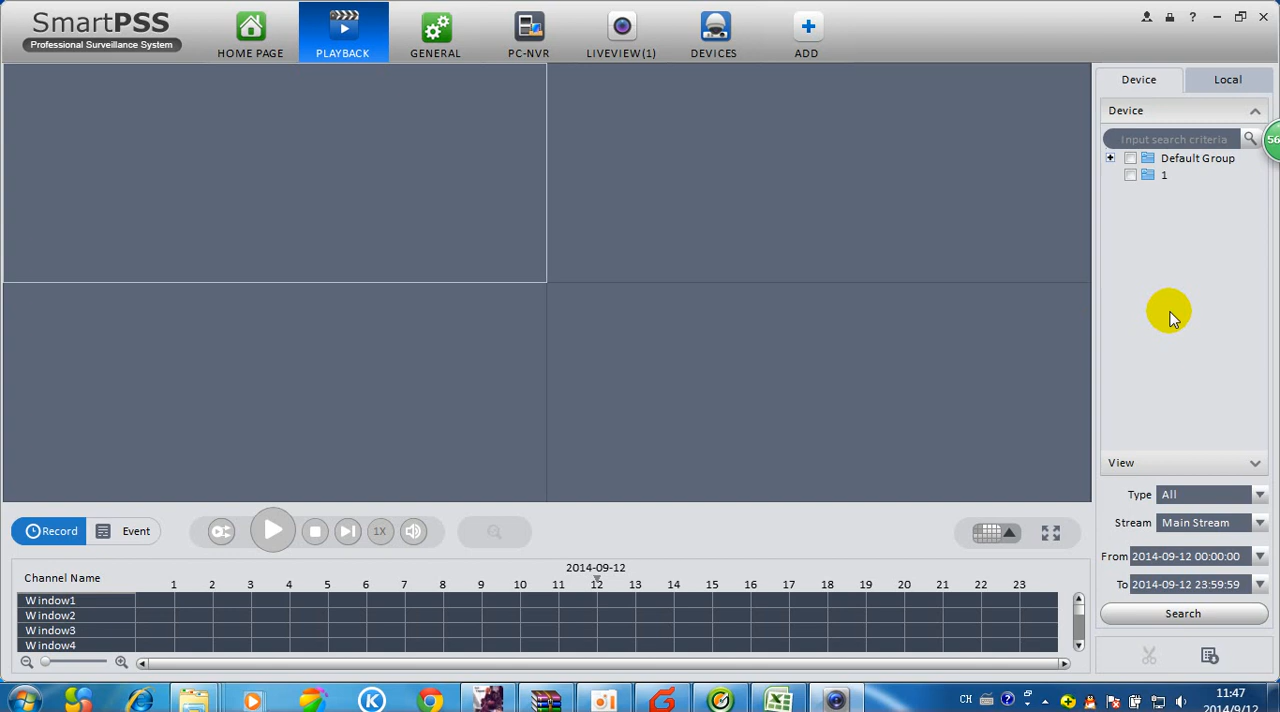 SmartPSS
Professional Surveillance System
HOME PAGE
PLAYBACK
GENERAL
PC-NVR
LIVEVIEW(1)
DEVICES
ADD
Device
Local
Device
Input search criteria
56
Default Group
1
View
Type
All
Stream
Main Stream
From
2014-09-12 00:00:00
To
2014-09-12 23:59:59
Search
Record
Event
1X
2014-09-12
Channel Name
1 2 3 4 5 6 7 8 9 10 11 12 13 14 15 16 17 18 19 20 21 22 23
Window1
Window2
Window3
Window4
CH
11:47
2014/9/12